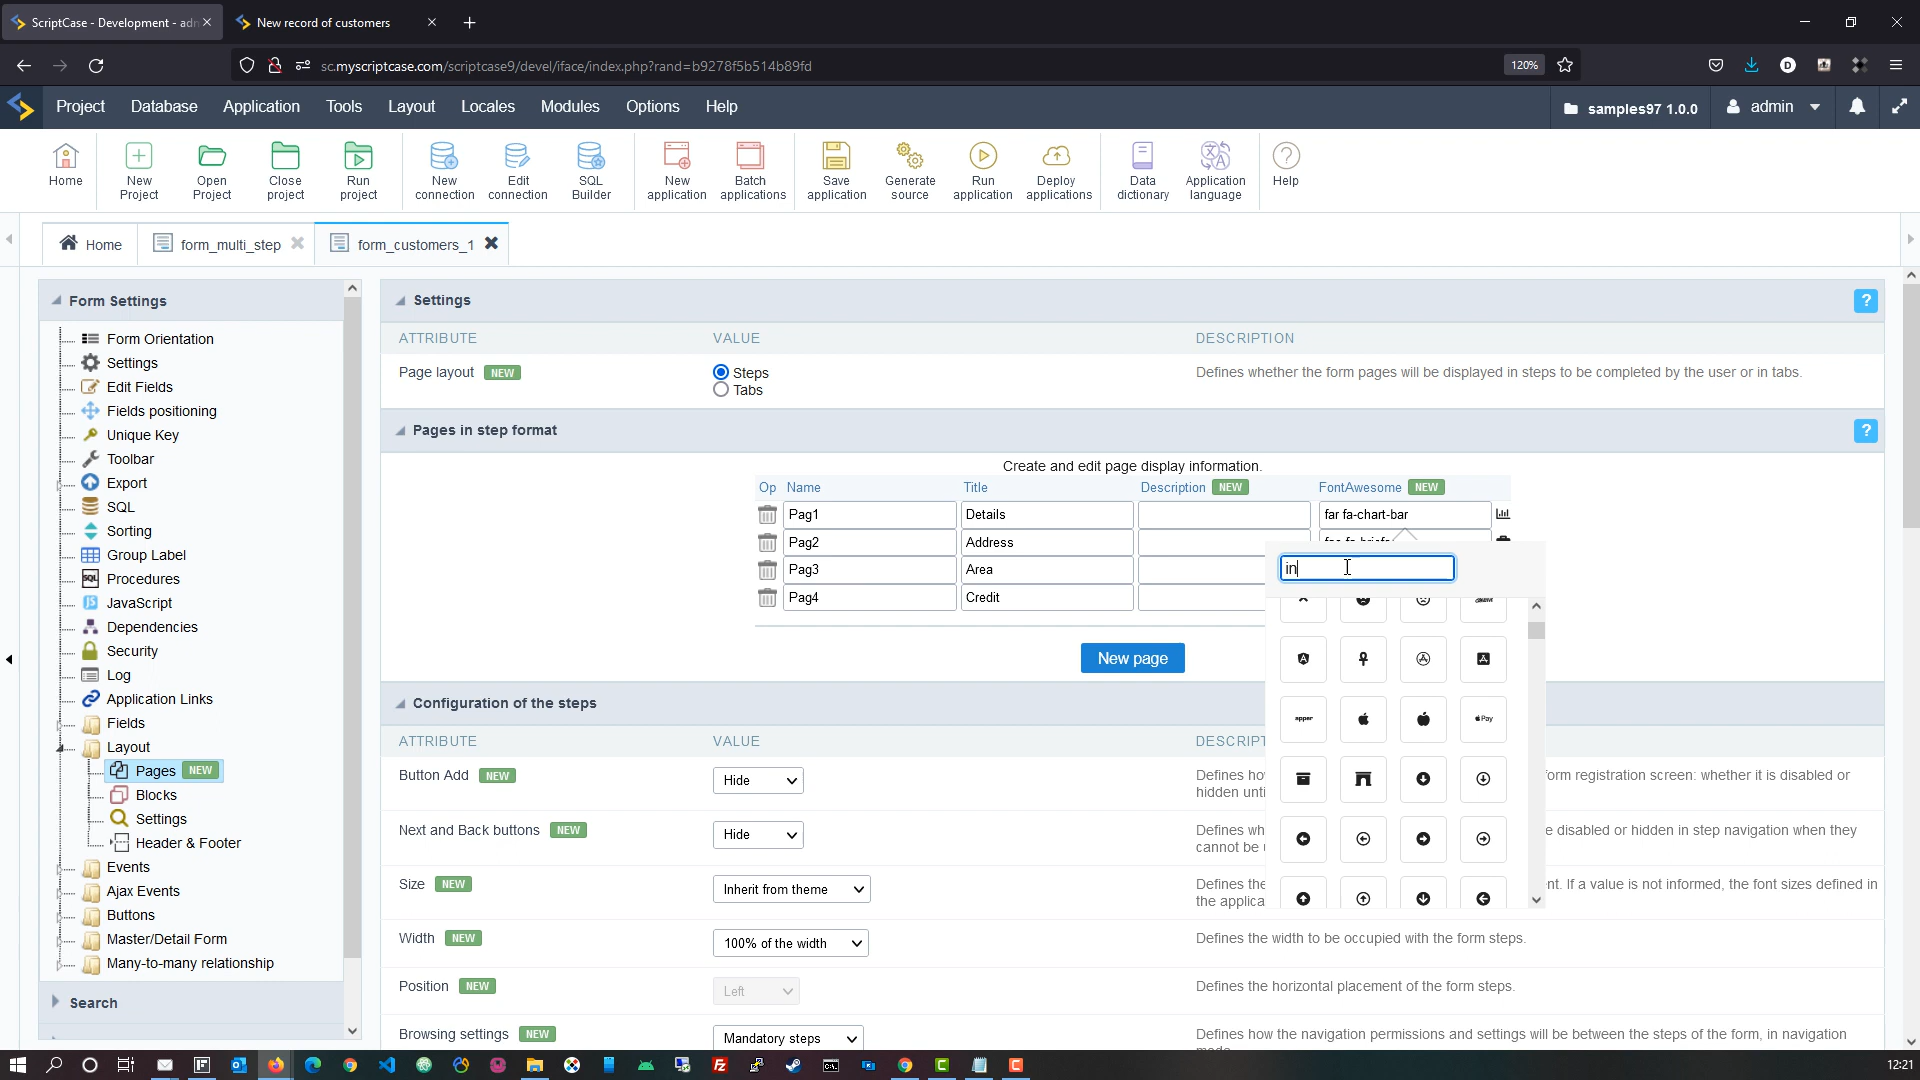 ScriptCase - Development - adn
New record of customers
sc.myscriptcase.com/scriptcase9/devel/iface/index.php?rand=b9278f5b514b89fd
120%
Project Database Application Tools Layout Locales Modules Options Help
samples97 1.0.0
admin
Home
New Project
Open Project
Close project
Run project
New connection
Edit connection
SQL Builder
New application
Batch applications
Save application
Generate source
Run application
Deploy applications
Data dictionary
Application language
Help
Home
form_multi_step
form_customers_1
Form Settings
Form Orientation
Settings
Edit Fields
Fields positioning
Unique Key
Toolbar
Export
SQL
Sorting
Group Label
Procedures
JavaScript
Dependencies
Security
Log
Application Links
Fields
Layout
Pages NEW
Blocks
Settings
Header & Footer
Events
Ajax Events
Buttons
Master/Detail Form
Many-to-many relationship
Search
Settings
?
ATTRIBUTE VALUE DESCRIPTION
Page layout NEW
Steps
Tabs
Defines whether the form pages will be displayed in steps to be completed by the user or in tabs.
Pages in step format
?
Create and edit page display information.
Op Name Title Description NEW FontAwesome NEW
Pag1 Details far fa-chart-bar
Pag2 Address
Pag3 Area
Pag4 Credit
in
New page
Configuration of the steps
ATTRIBUTE VALUE DESCRIPT
Button Add NEW
Hide
Defines ho
orm registration screen: whether it is disabled or
hidden unti
Next and Back buttons NEW
Hide
Defines wh
e disabled or hidden in step navigation when they
cannot be
Size NEW
Inherit from theme
Defines the
nt. If a value is not informed, the font sizes defined in
the applica
Width NEW
100% of the width
Defines the width to be occupied with the form steps.
Position NEW
Left
Defines the horizontal placement of the form steps.
Browsing settings NEW
Mandatory steps
Defines how the navigation permissions and settings will be between the steps of the form, in navigation
12:21